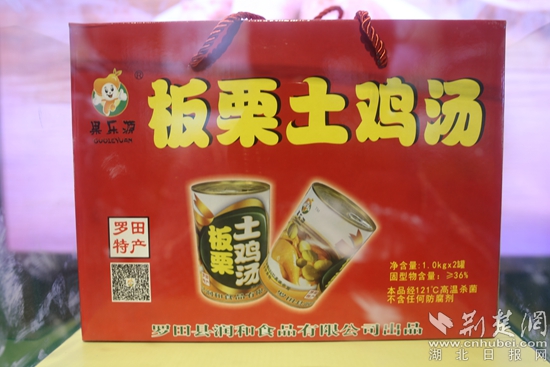 板栗土鸡汤
®
果乐源
GUOLEYUAN
罗田
特产
土鸡汤
板栗
净含量:1.0kg×2罐
固型物含量:≥36%
本品经121℃高温杀菌
不含任何防腐剂
罗田县润和食品有限公司出品
荆楚网
www.cnhubei.com
湖北日报网